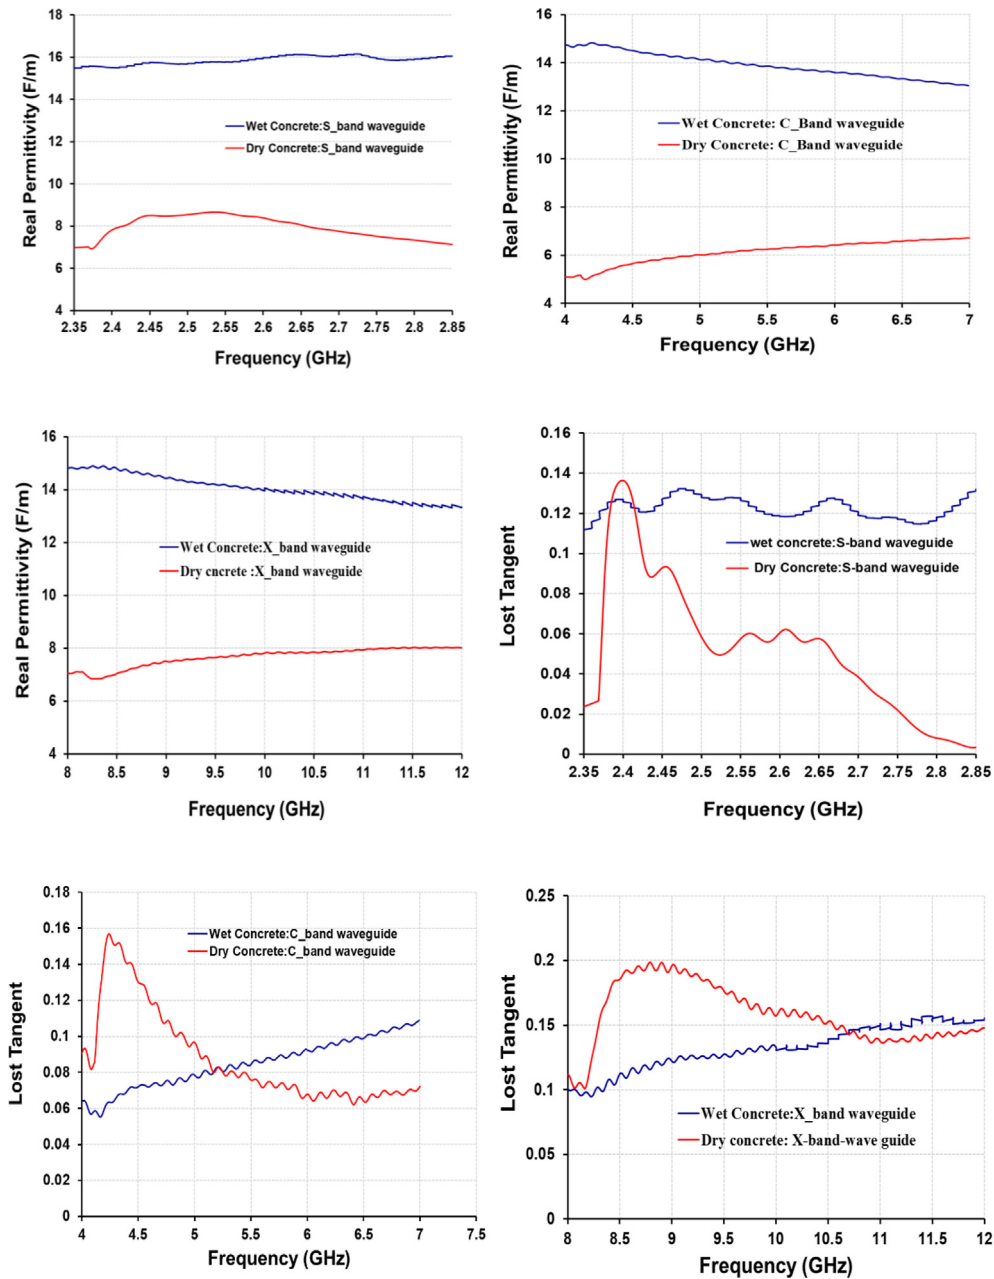 18
16
14
12
10
8
6
4
Real Permittivity (F/m)
Wet Concrete:S_band waveguide
Dry Concrete:S_band waveguide
2.35 2.4 2.45 2.5 2.55 2.6 2.65 2.7 2.75 2.8 2.85
Frequency (GHz)
16
14
12
10
8
6
4
Real Permittivity (F/m)
Wet Concrete: C_Band waveguide
Dry Concrete: C_Band waveguide
4 4.5 5 5.5 6 6.5 7
Frequency (GHz)
16
14
12
10
8
6
4
Real Permittivity (F/m)
Wet Concrete:X_band waveguide
Dry cncrete :X_band waveguide
8 8.5 9 9.5 10 10.5 11 11.5 12
Frequency (GHz)
0.16
0.14
0.12
0.1
0.08
0.06
0.04
0.02
0
Lost Tangent
wet concrete:S-band waveguide
Dry Concrete:S-band waveguide
2.35 2.4 2.45 2.5 2.55 2.6 2.65 2.7 2.75 2.8 2.85
Frequency (GHz)
0.18
0.16
0.14
0.12
0.1
0.08
0.06
0.04
0.02
0
Lost Tangent
Wet Concrete:C_band waveguide
Dry Concrete:C_band waveguide
4 4.5 5 5.5 6 6.5 7 7.5
Frequency (GHz)
0.25
0.2
0.15
0.1
0.05
0
Lost Tangent
Wet Concrete:X_band waveguide
Dry concrete: X-band-wave guide
8 8.5 9 9.5 10 10.5 11 11.5 12
Frequency (GHz)